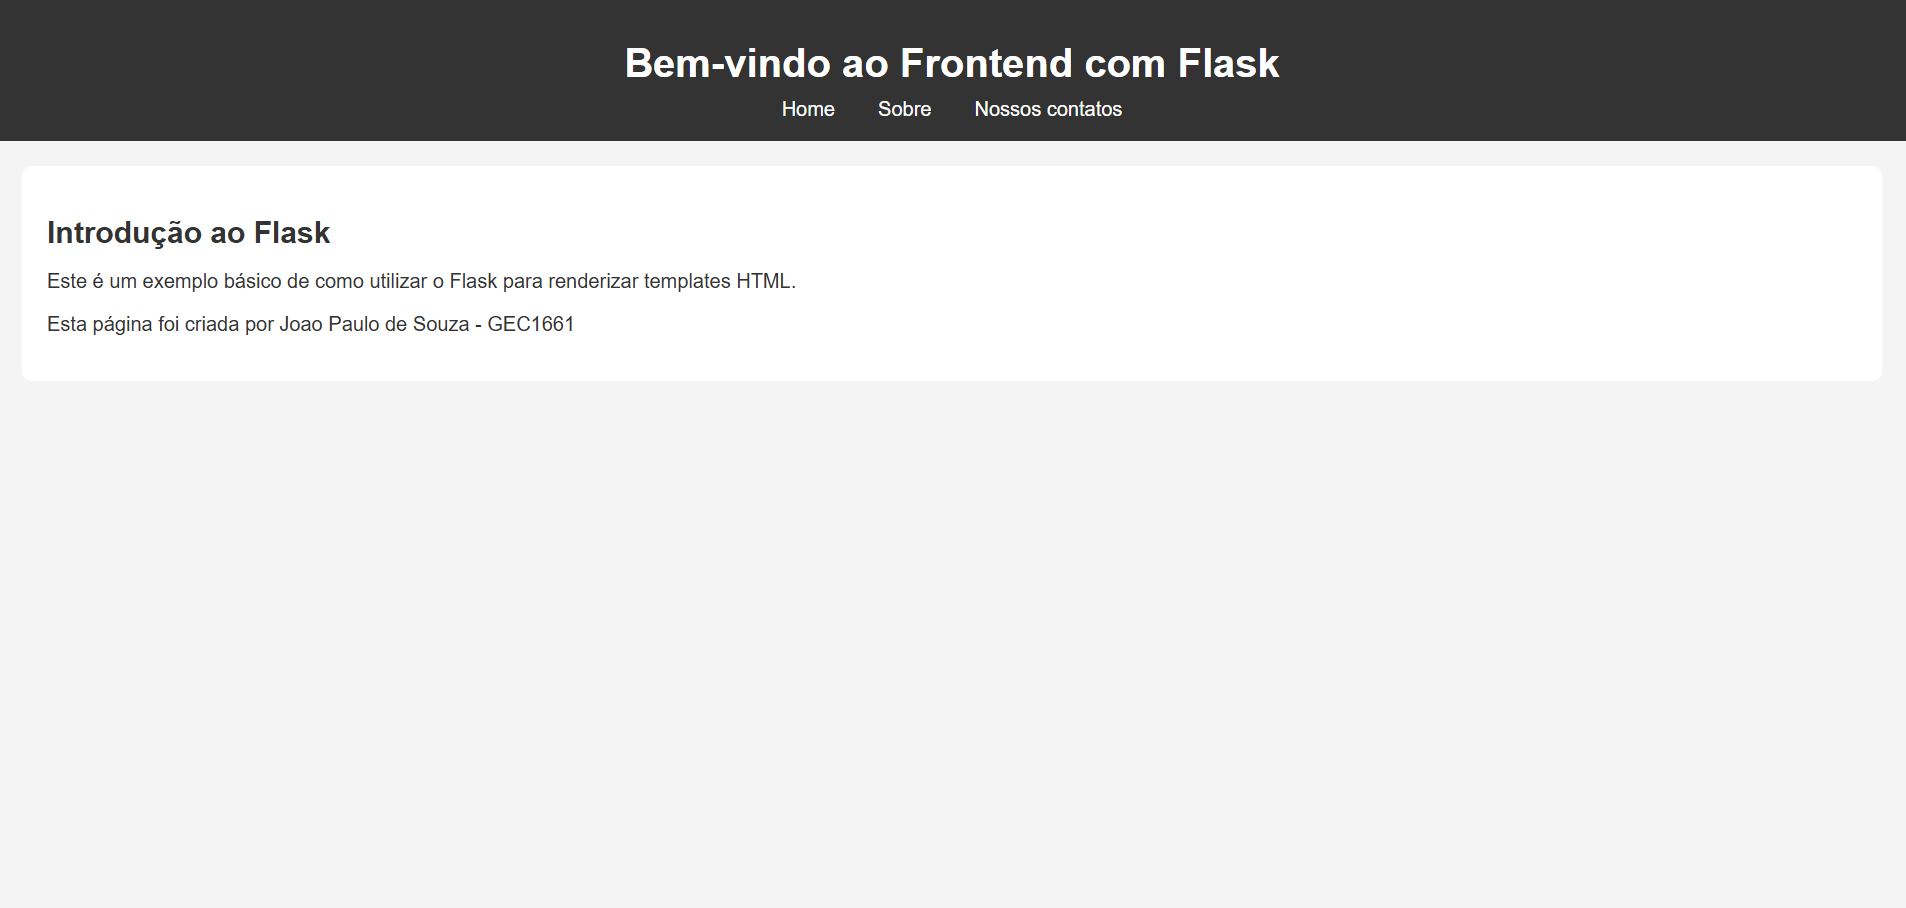 Bem-vindo ao Frontend com Flask
Home Sobre Nossos contatos
Introdução ao Flask
Este é um exemplo básico de como utilizar o Flask para renderizar templates HTML.
Esta página foi criada por Joao Paulo de Souza - GEC1661